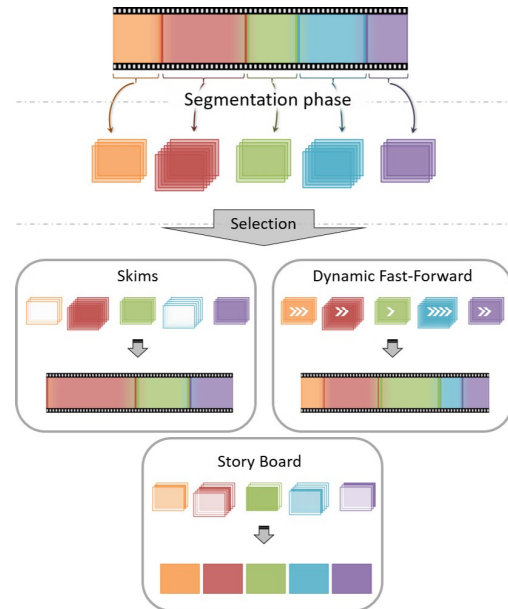 Segmentation phase
Selection
Skims
Dynamic Fast-Forward
>>>
>>
>
>>>>
>>
Story Board